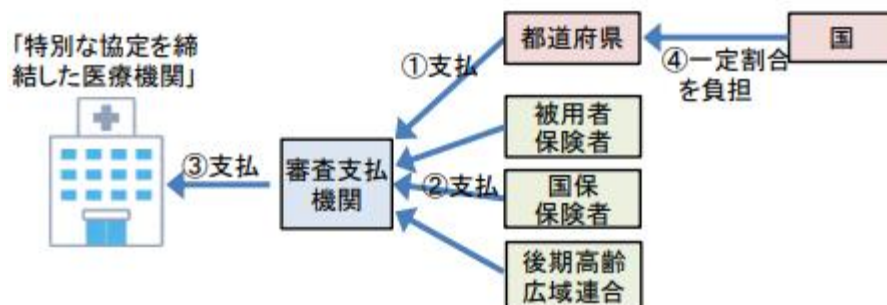 「特別な協定を締
結した医療機関」
③支払
審査支払
機関
①支払
②支払
都道府県
被用者
保険者
国保
保険者
後期高齢
広域連合
④一定割合
を負担
国